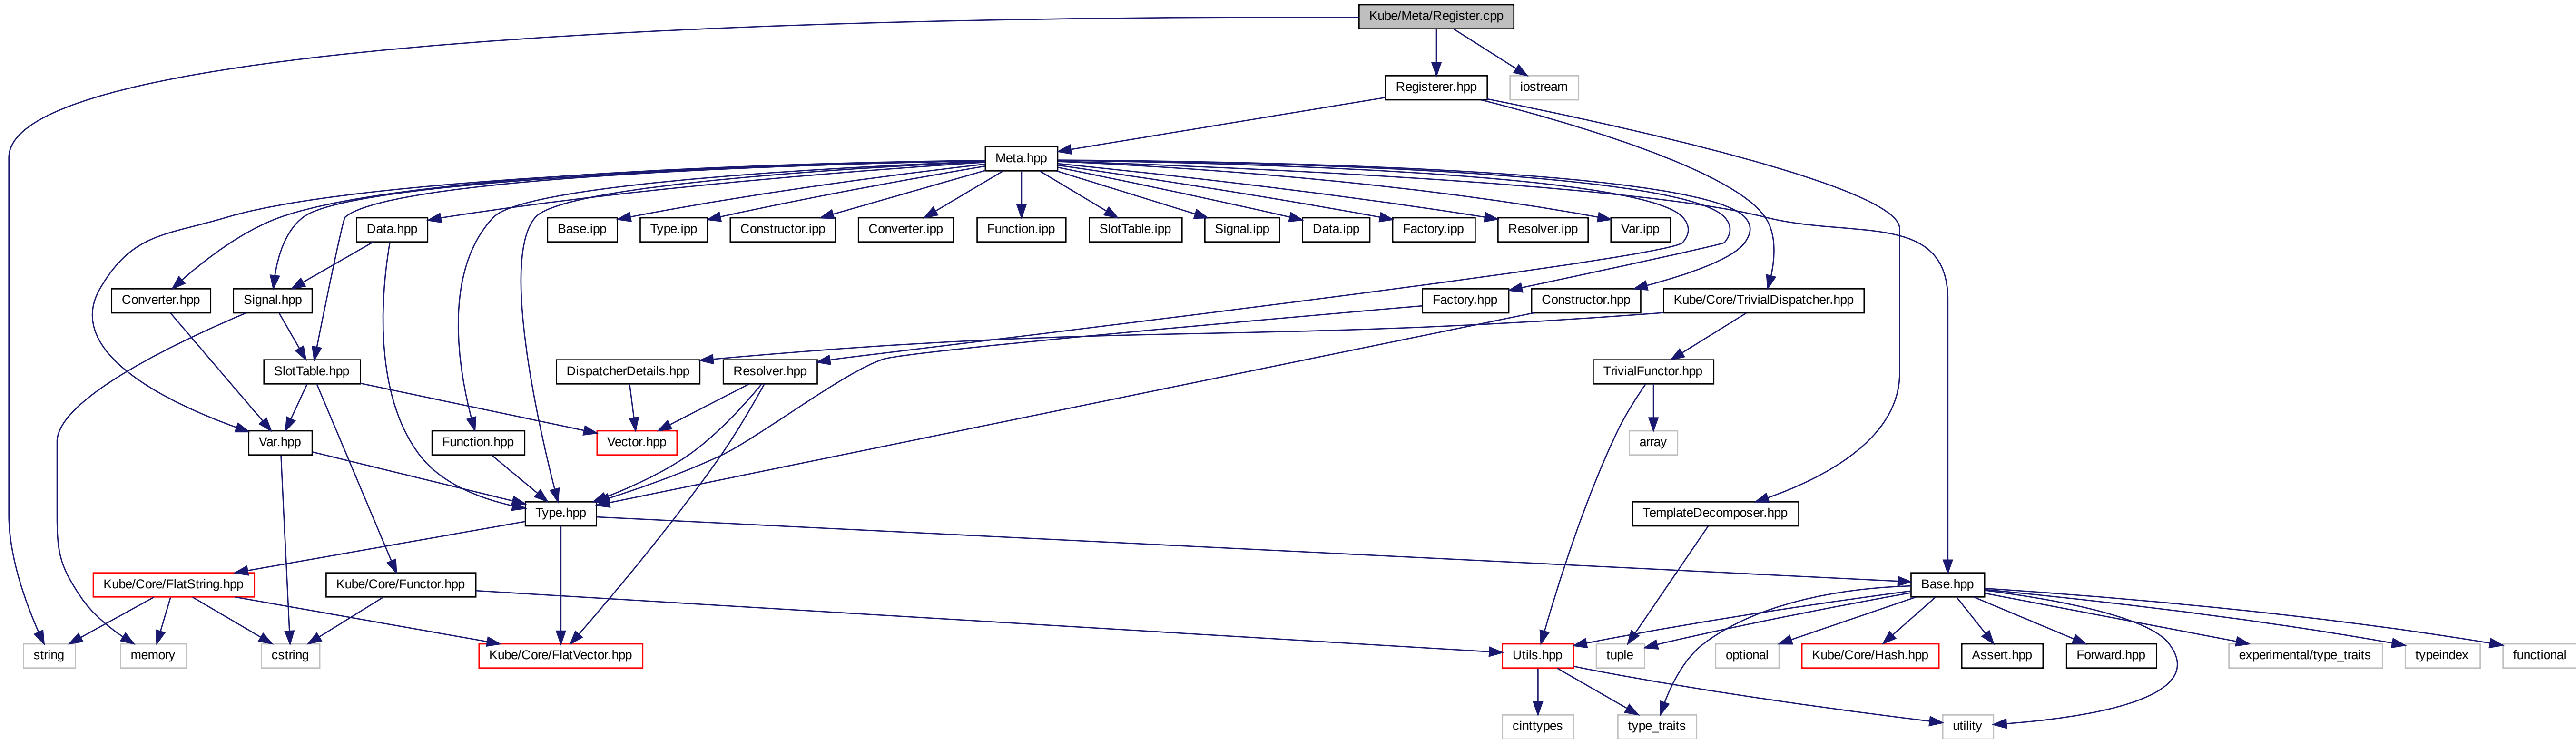 Kube/Meta/Register.cpp
Registerer.hpp
iostream
Meta.hpp
Data.hpp
Base.ipp
Type.ipp
Constructor.ipp
Converter.ipp
Function.ipp
SlotTable.ipp
Signal.ipp
Data.ipp
Factory.ipp
Resolver.ipp
Var.ipp
Converter.hpp
Signal.hpp
Factory.hpp
Constructor.hpp
Kube/Core/TrivialDispatcher.hpp
SlotTable.hpp
DispatcherDetails.hpp
Resolver.hpp
TrivialFunctor.hpp
Var.hpp
Function.hpp
Vector.hpp
array
Type.hpp
TemplateDecomposer.hpp
Kube/Core/FlatString.hpp
Kube/Core/Functor.hpp
Base.hpp
string
memory
cstring
Kube/Core/FlatVector.hpp
Utils.hpp
tuple
optional
Kube/Core/Hash.hpp
Assert.hpp
Forward.hpp
experimental/type_traits
typeindex
functional
cinttypes
type_traits
utility